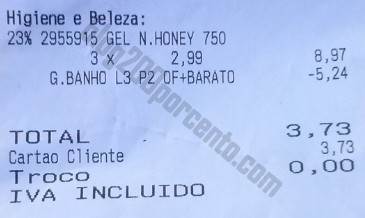 Higiene e Beleza:
23% 2955915 GEL N.HONEY 750
3 X 2,99 8,97
G.BANHO L3 P2 OF+BARATO -5,24
TOTAL 3,73
Cartao Cliente 3,73
Troco 0,00
IVA INCLUIDO